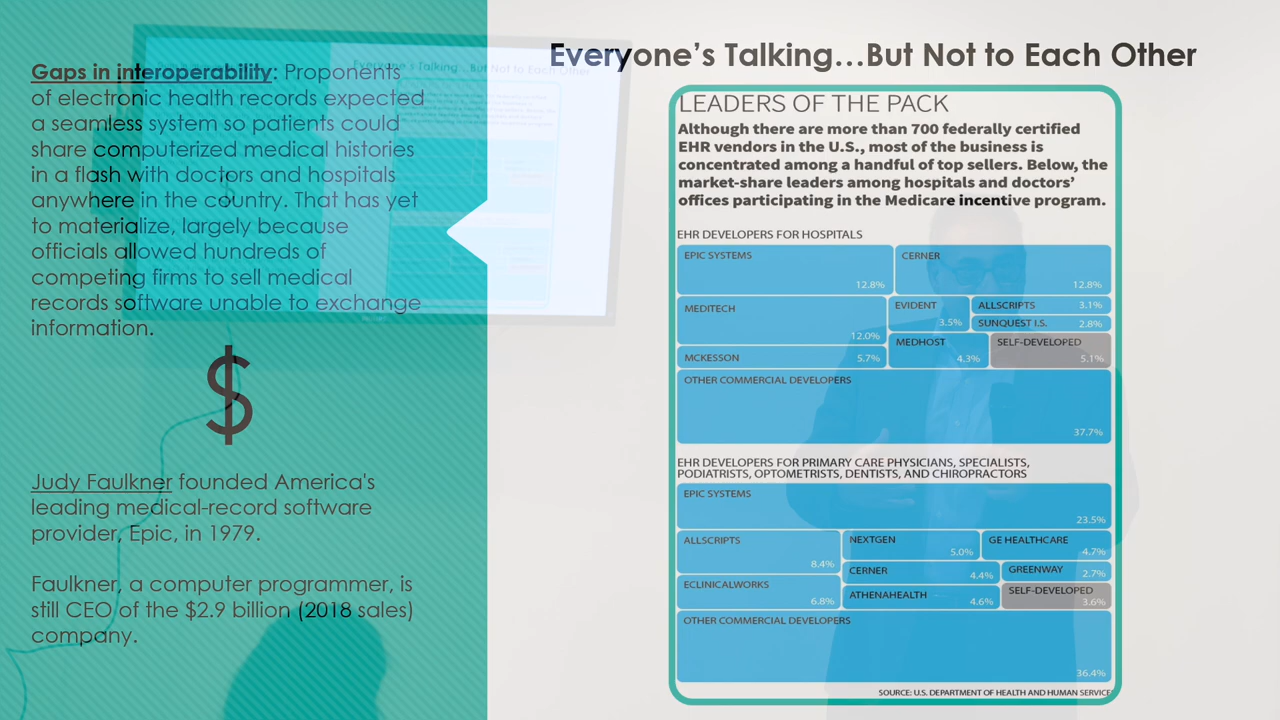 Everyone's Talking...But Not to Each Other
Gaps in interoperability: Proponents
of electronic health records expected
a seamless system so patients could
share computerized medical histories
in a flash with doctors and hospitals
anywhere in the country. That has yet
to materialize, largely because
officials allowed hundreds of
competing firms to sell medical
records software unable to exchange
information.
$
Judy Faulkner founded America's
leading medical-record software
provider, Epic, in 1979.
Faulkner, a computer programmer, is
still CEO of the $2.9 billion (2018 sales)
company.
LEADERS OF THE PACK
Although there are more than 700 federally certified
EHR vendors in the U.S., most of the business is
concentrated among a handful of top sellers. Below, the
market-share leaders among hospitals and doctors'
offices participating in the Medicare incentive program.
EHR DEVELOPERS FOR HOSPITALS
EPIC SYSTEMS
12.8%
CERNER
12.8%
MEDITECH
12.0%
EVIDENT
3.5%
ALLSCRIPTS 3.1%
SUNQUEST I.S. 2.8%
MCKESSON 5.7%
MEDHOST
4.3%
SELF-DEVELOPED
5.1%
OTHER COMMERCIAL DEVELOPERS
37.7%
EHR DEVELOPERS FOR PRIMARY CARE PHYSICIANS, SPECIALISTS,
PODIATRISTS, OPTOMETRISTS, DENTISTS, AND CHIROPRACTORS
EPIC SYSTEMS
23.5%
ALLSCRIPTS
8.4%
NEXTGEN
5.0%
GE HEALTHCARE
4.7%
ECLINICALWORKS
6.8%
CERNER
4.4%
GREENWAY 2.7%
ATHENAHEALTH
4.6%
SELF-DEVELOPED
3.6%
OTHER COMMERCIAL DEVELOPERS
36.4%
SOURCE: U.S. DEPARTMENT OF HEALTH AND HUMAN SERVICE
Everyone's Talking...But Not to Each Other